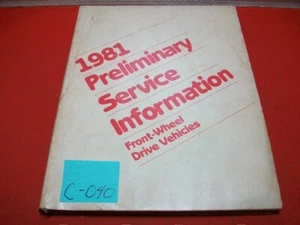 1981
Preliminary
Service
Information
Front-Wheel
Drive Vehicles
C-040